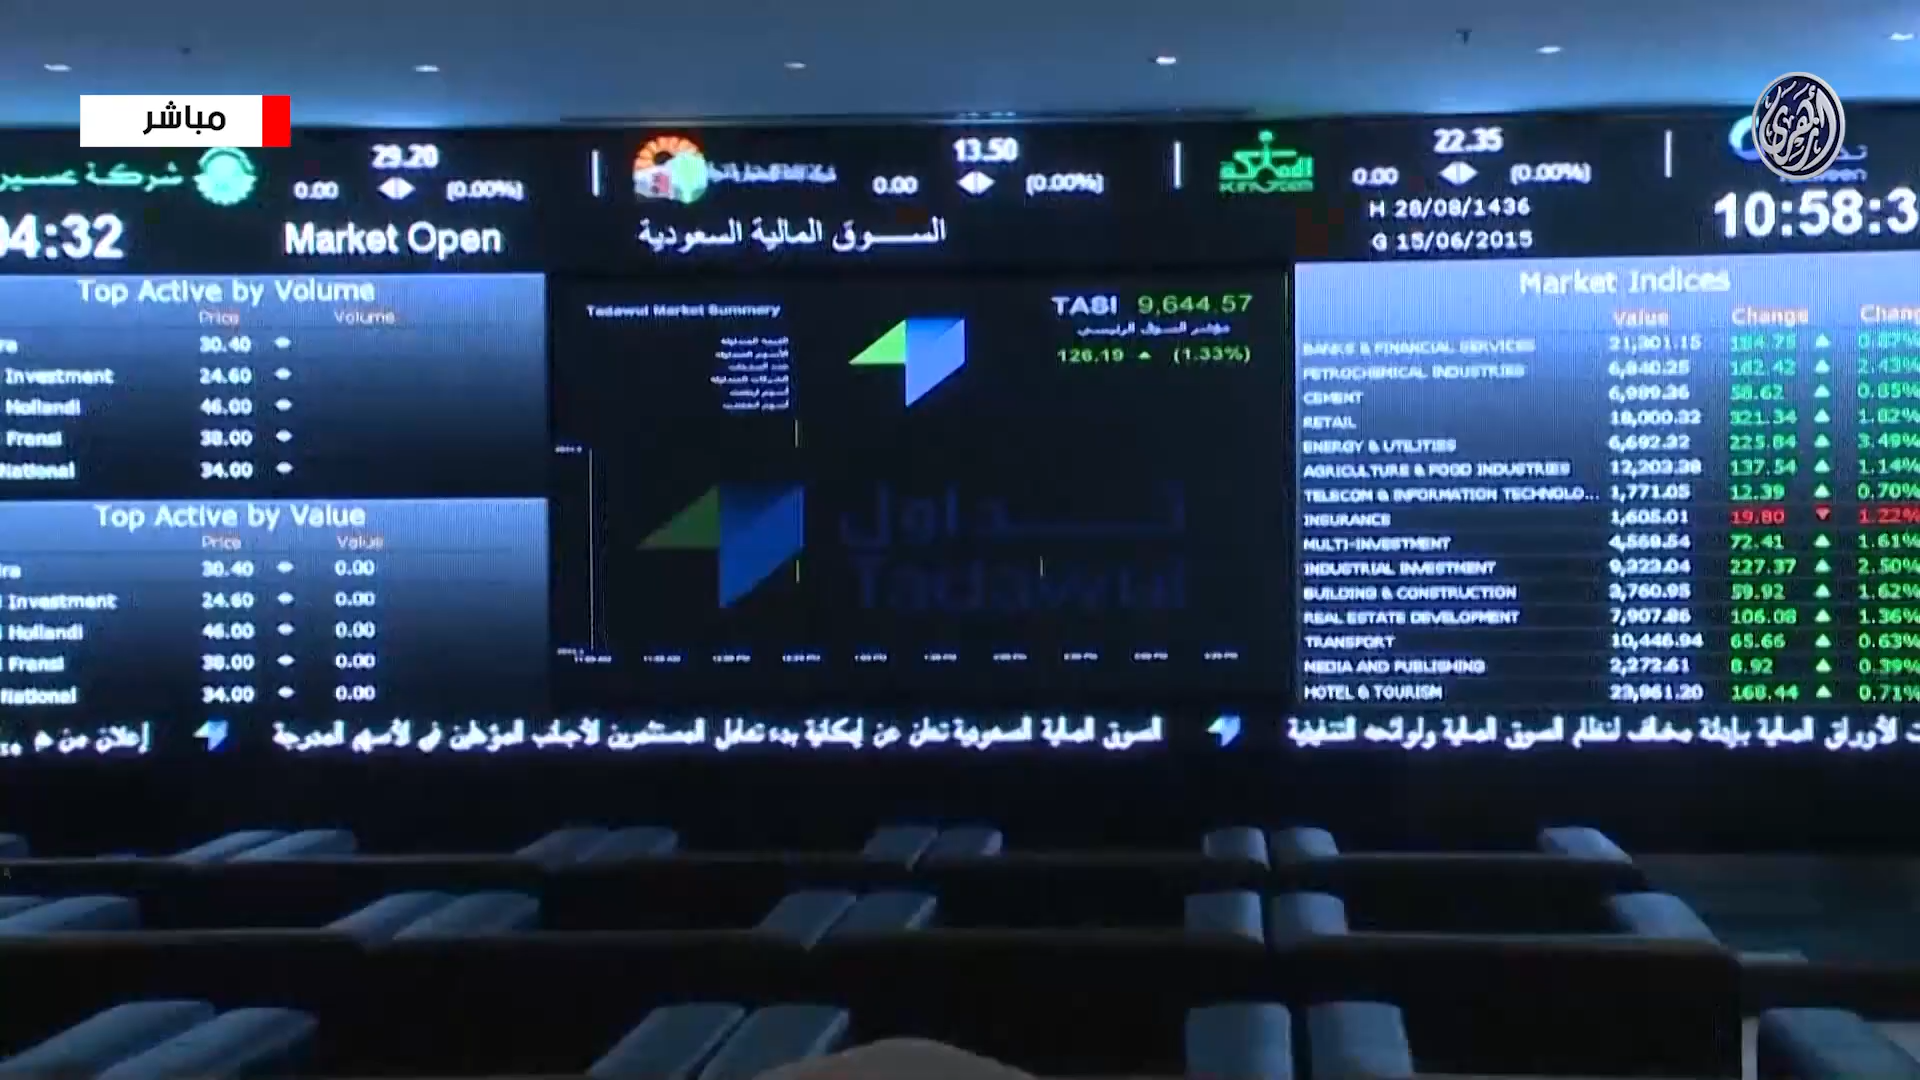 مباشر
شركة عسير
29.20
0.00 (0.00%)
13.50
0.00 (0.00%)
المملكة
KINGDOM
22.35
0.00 (0.00%)
04:32
Market Open
السوق المالية السعودية
H 28/08/1436
G 15/06/2015
10:58:3
Top Active by Volume
Price Volume
30.40
Investment 24.60
Hollandi 46.00
Fransi 38.00
National 34.00
Top Active by Value
Price Value
30.40 0.00
Investment 24.60 0.00
Hollandi 46.00 0.00
Fransi 38.00 0.00
National 34.00 0.00
Tadawul Market Summary
TASI 9,644.57
مؤشر السوق الرئيسي
126.19 (1.33%)
تداول
Tadawul
Market Indices
Value Change Chang
BANKS & FINANCIAL SERVICES 21,301.15 184.75 0.87%
PETROCHEMICAL INDUSTRIES 6,840.25 162.42 2.43%
CEMENT 6,989.36 58.62 0.85%
RETAIL 18,000.32 321.34 1.82%
ENERGY & UTILITIES 6,692.32 225.84 3.49%
AGRICULTURE & FOOD INDUSTRIES 12,203.38 137.54 1.14%
TELECOM & INFORMATION TECHNOLO... 1,771.05 12.39 0.70%
INSURANCE 1,605.01 19.80 1.22%
MULTI-INVESTMENT 4,569.54 72.41 1.61%
INDUSTRIAL INVESTMENT 9,323.04 227.37 2.50%
BUILDING & CONSTRUCTION 3,760.95 59.92 1.62%
REAL ESTATE DEVELOPMENT 7,907.86 106.08 1.36%
TRANSPORT 10,446.94 65.66 0.63%
MEDIA AND PUBLISHING 2,272.61 8.92 0.39%
HOTEL & TOURISM 23,961.20 168.44 0.71%
الأوراق المالية بإدانة مخالف لنظام السوق المالية ولوائحه التنفيذية
السوق المالية السعودية تعلن عن إمكانية بدء تعامل المستثمرين الأجانب المؤهلين في الأسهم المدرجة
إعلان من